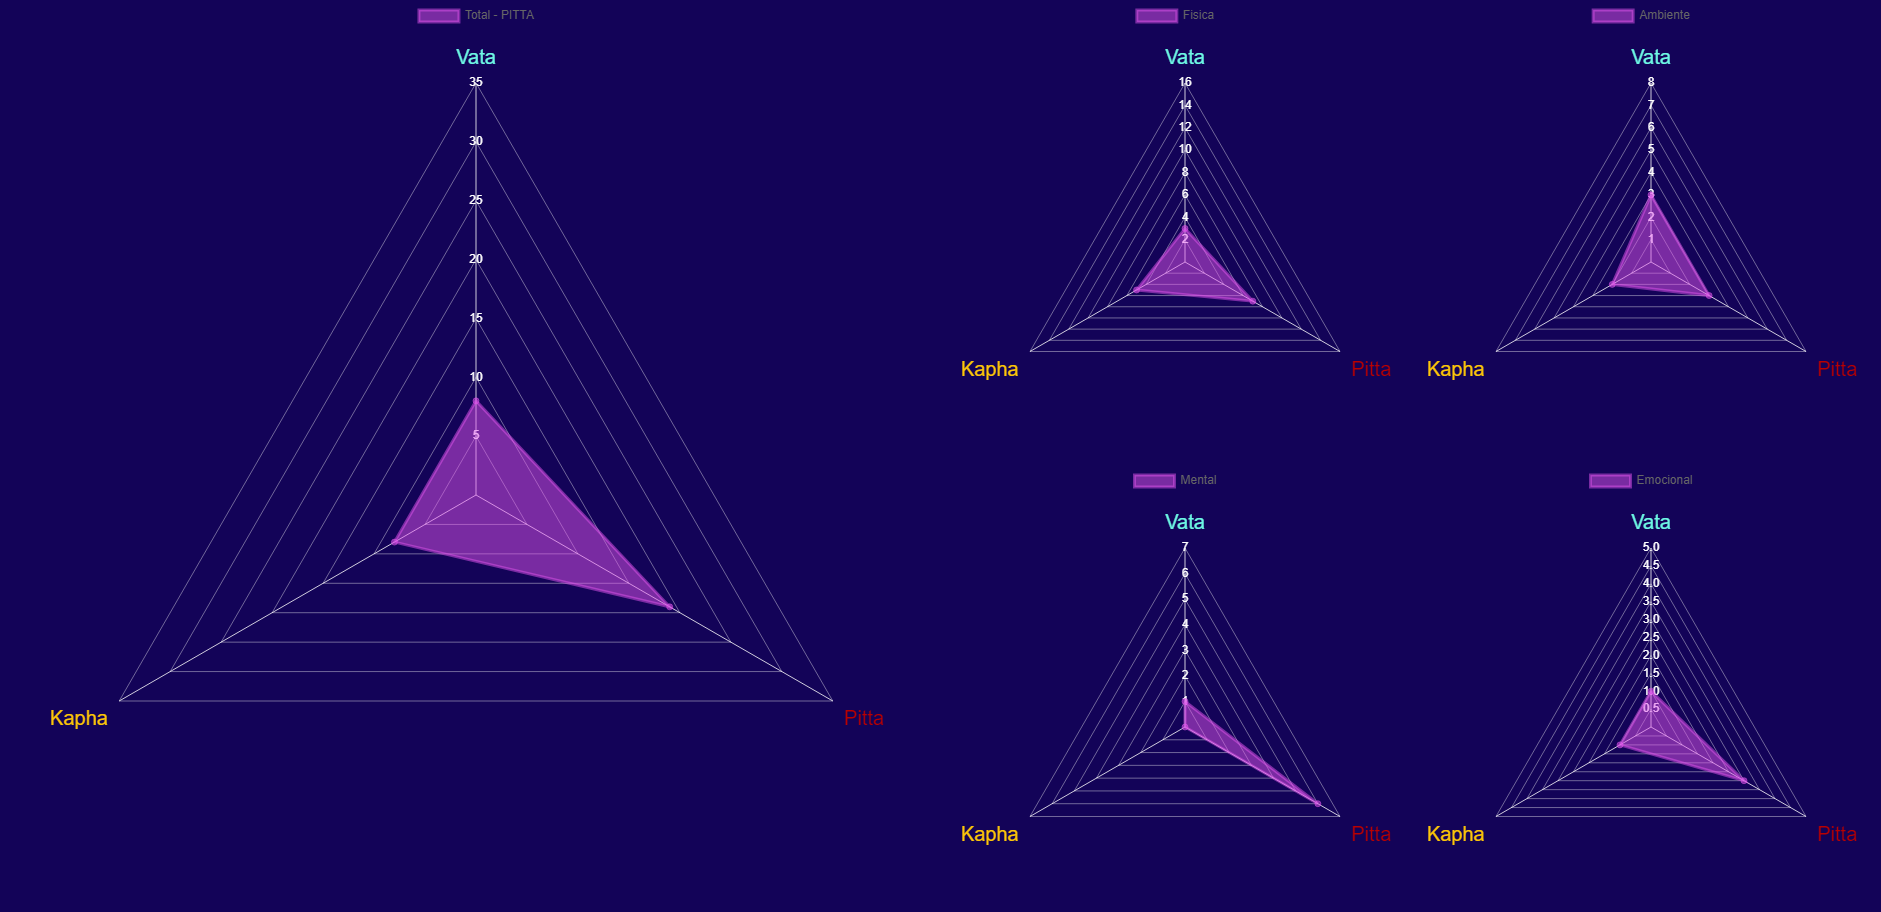 Total - PITTA
Vata
35
30
25
20
15
10
5
Kapha
Pitta
Fisica
Vata
16
14
12
10
8
6
4
2
Kapha
Pitta
Ambiente
Vata
8
7
6
5
4
3
2
1
Kapha
Pitta
Mental
Vata
7
6
5
4
3
2
1
Kapha
Pitta
Emocional
Vata
5.0
4.5
4.0
3.5
3.0
2.5
2.0
1.5
1.0
0.5
Kapha
Pitta